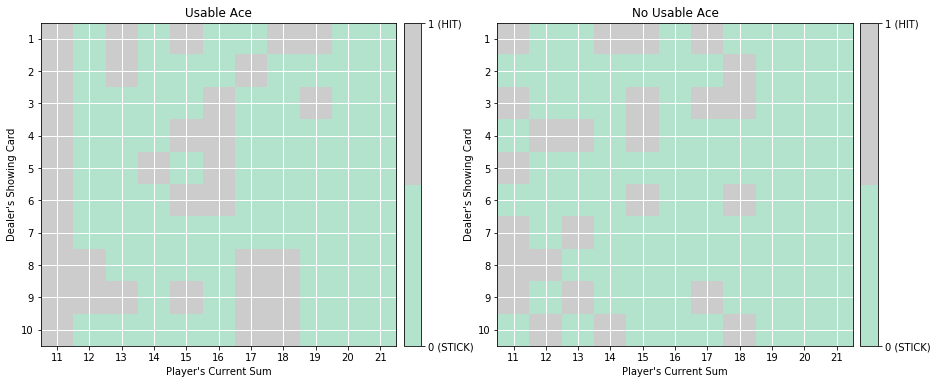 Usable Ace
1
2
3
4
5
6
7
8
9
10
Dealer's Showing Card
11 12 13 14 15 16 17 18 19 20 21
Player's Current Sum
1 (HIT)
0 (STICK)
No Usable Ace
1
2
3
4
5
6
7
8
9
10
Dealer's Showing Card
11 12 13 14 15 16 17 18 19 20 21
Player's Current Sum
1 (HIT)
0 (STICK)